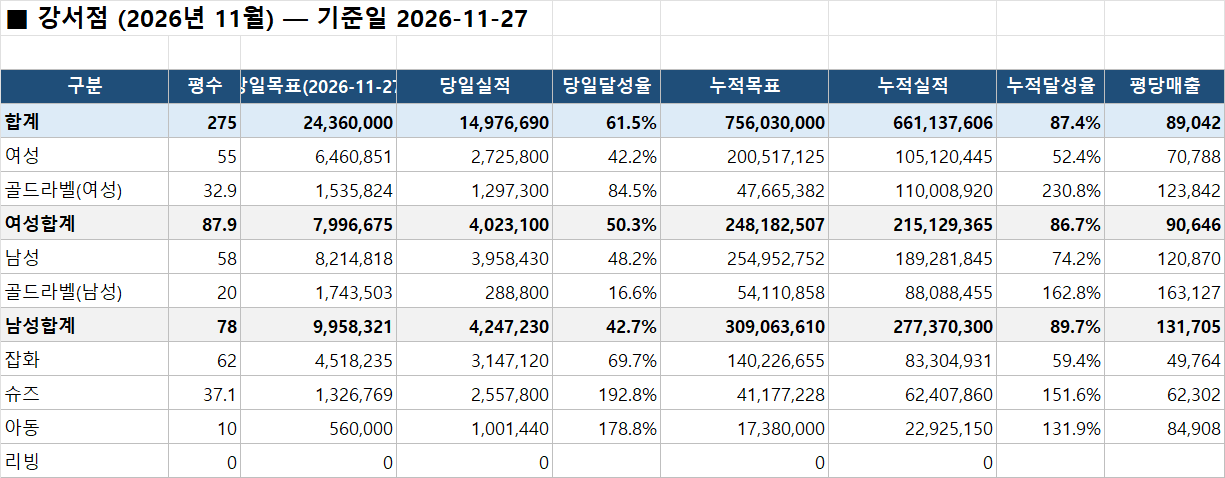 ■ 강서점 (2026년 11월) — 기준일 2026-11-27
구분 평수 당일목표(2026-11-27 당일실적 당일달성율 누적목표 누적실적 누적달성율 평당매출
합계 275 24,360,000 14,976,690 61.5% 756,030,000 661,137,606 87.4% 89,042
여성 55 6,460,851 2,725,800 42.2% 200,517,125 105,120,445 52.4% 70,788
골드라벨(여성) 32.9 1,535,824 1,297,300 84.5% 47,665,382 110,008,920 230.8% 123,842
여성합계 87.9 7,996,675 4,023,100 50.3% 248,182,507 215,129,365 86.7% 90,646
남성 58 8,214,818 3,958,430 48.2% 254,952,752 189,281,845 74.2% 120,870
골드라벨(남성) 20 1,743,503 288,800 16.6% 54,110,858 88,088,455 162.8% 163,127
남성합계 78 9,958,321 4,247,230 42.7% 309,063,610 277,370,300 89.7% 131,705
잡화 62 4,518,235 3,147,120 69.7% 140,226,655 83,304,931 59.4% 49,764
슈즈 37.1 1,326,769 2,557,800 192.8% 41,177,228 62,407,860 151.6% 62,302
아동 10 560,000 1,001,440 178.8% 17,380,000 22,925,150 131.9% 84,908
리빙 0 0 0 0 0